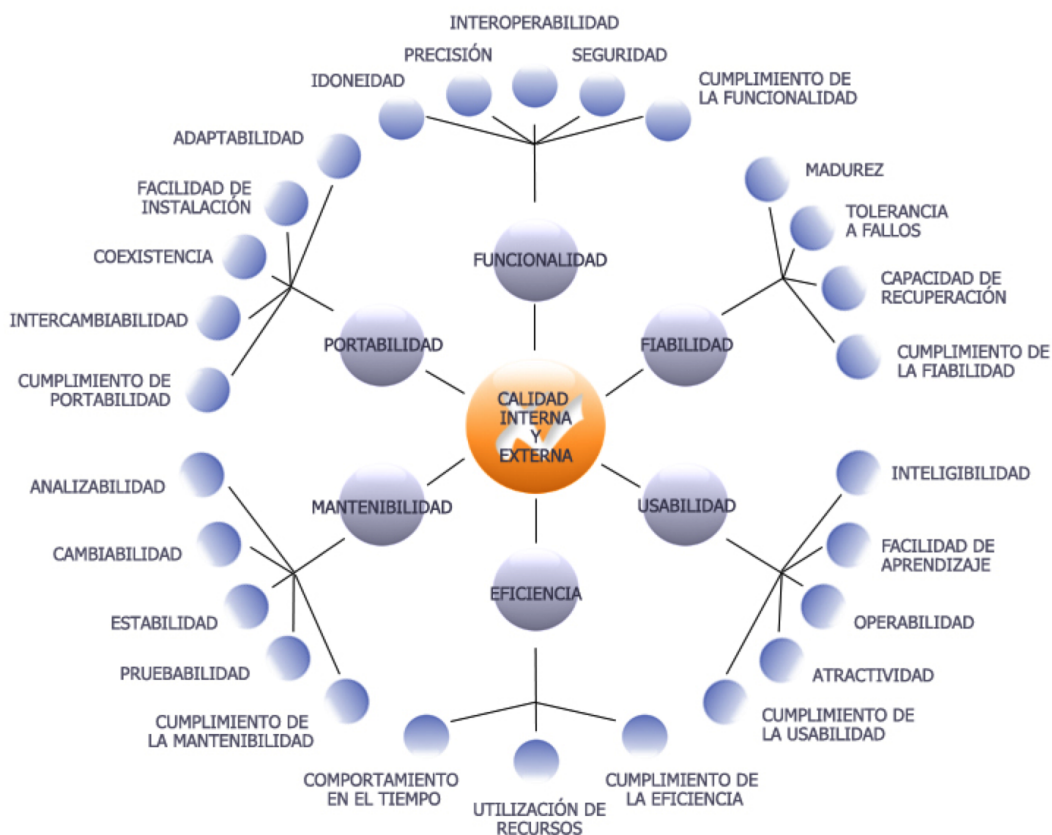 INTEROPERABILIDAD
PRECISIÓN
SEGURIDAD
IDONEIDAD
CUMPLIMIENTO DE
LA FUNCIONALIDAD
ADAPTABILIDAD
FACILIDAD DE
INSTALACIÓN
COEXISTENCIA
INTERCAMBIABILIDAD
CUMPLIMIENTO DE
PORTABILIDAD
MADUREZ
TOLERANCIA
A FALLOS
CAPACIDAD DE
RECUPERACIÓN
CUMPLIMIENTO DE
LA FIABILIDAD
FUNCIONALIDAD
PORTABILIDAD
FIABILIDAD
CALIDAD
INTERNA
Y
EXTERNA
MANTENIBILIDAD
USABILIDAD
EFICIENCIA
ANALIZABILIDAD
CAMBIABILIDAD
ESTABILIDAD
PRUEBABILIDAD
CUMPLIMIENTO DE
LA MANTENIBILIDAD
INTELIGIBILIDAD
FACILIDAD DE
APRENDIZAJE
OPERABILIDAD
ATRACTIVIDAD
CUMPLIMIENTO DE
LA USABILIDAD
COMPORTAMIENTO
EN EL TIEMPO
UTILIZACIÓN DE
RECURSOS
CUMPLIMIENTO DE
LA EFICIENCIA